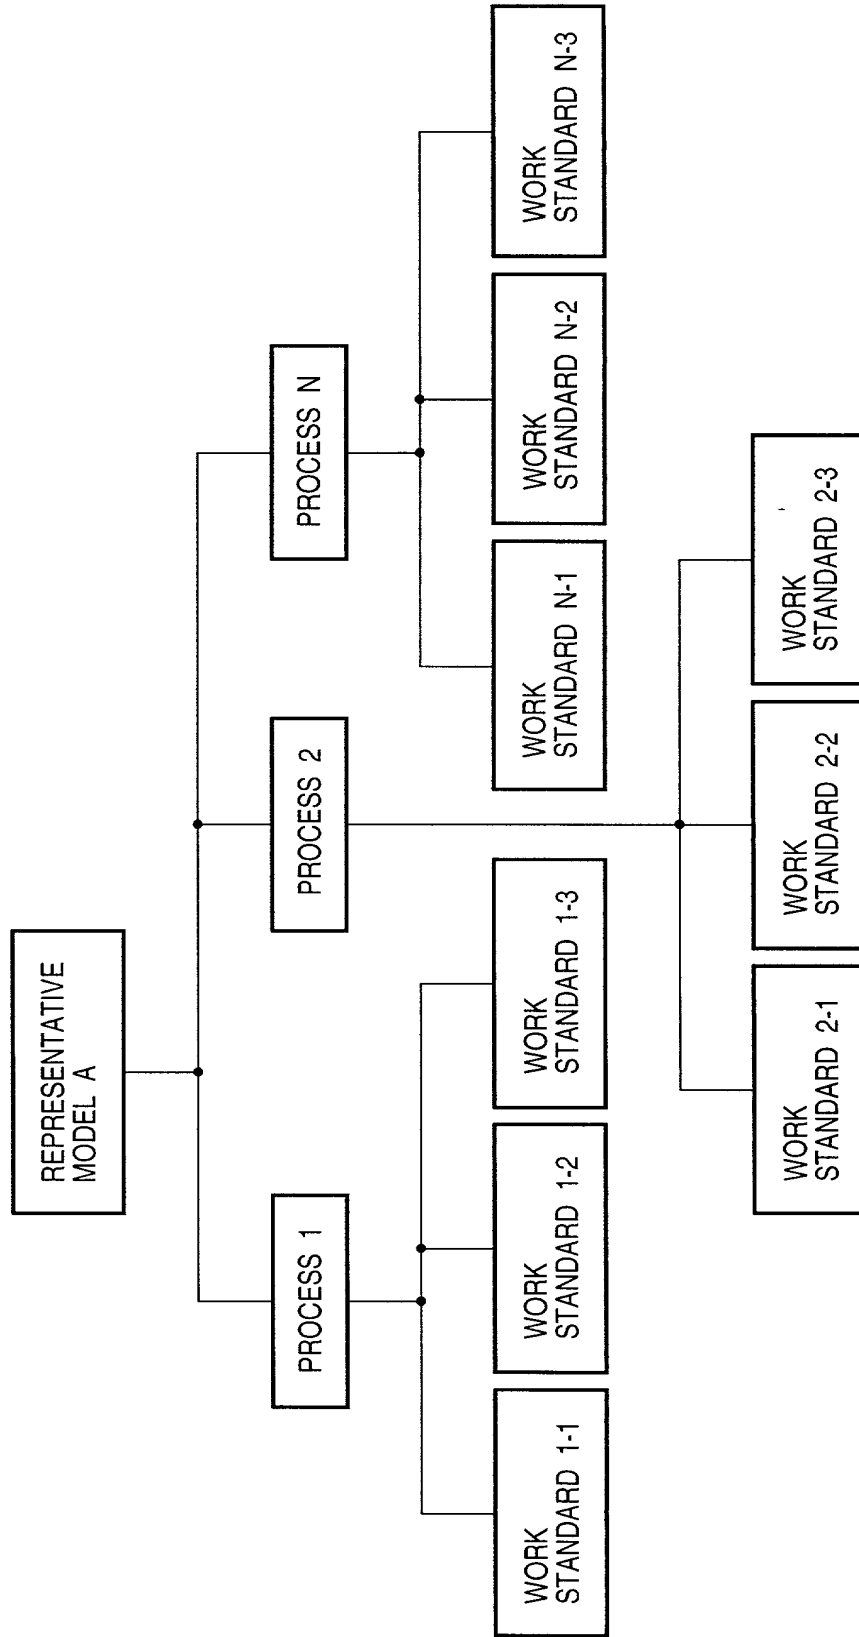 REPRESENTATIVE
MODEL A
PROCESS 1
PROCESS 2
PROCESS N
WORK
STANDARD 1-1
WORK
STANDARD 1-2
WORK
STANDARD 1-3
WORK
STANDARD N-1
WORK
STANDARD N-2
WORK
STANDARD N-3
WORK
STANDARD 2-1
WORK
STANDARD 2-2
WORK
STANDARD 2-3